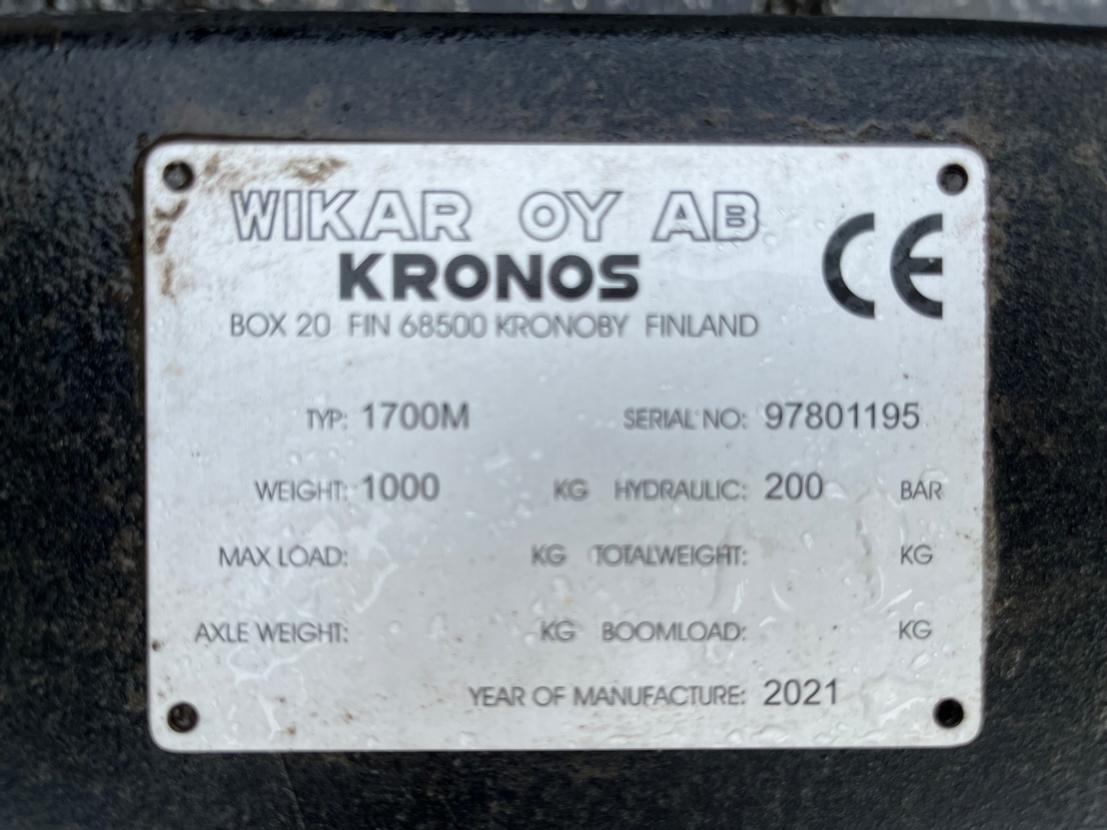 WIKAR OY AB
KRONOS
CE
BOX 20 FIN 68500 KRONOBY FINLAND
TYP: 1700M SERIAL NO: 97801195
WEIGHT: 1000 KG HYDRAULIC: 200 BAR
MAX LOAD: KG TOTALWEIGHT: KG
AXLE WEIGHT: KG BOOMLOAD: KG
YEAR OF MANUFACTURE: 2021